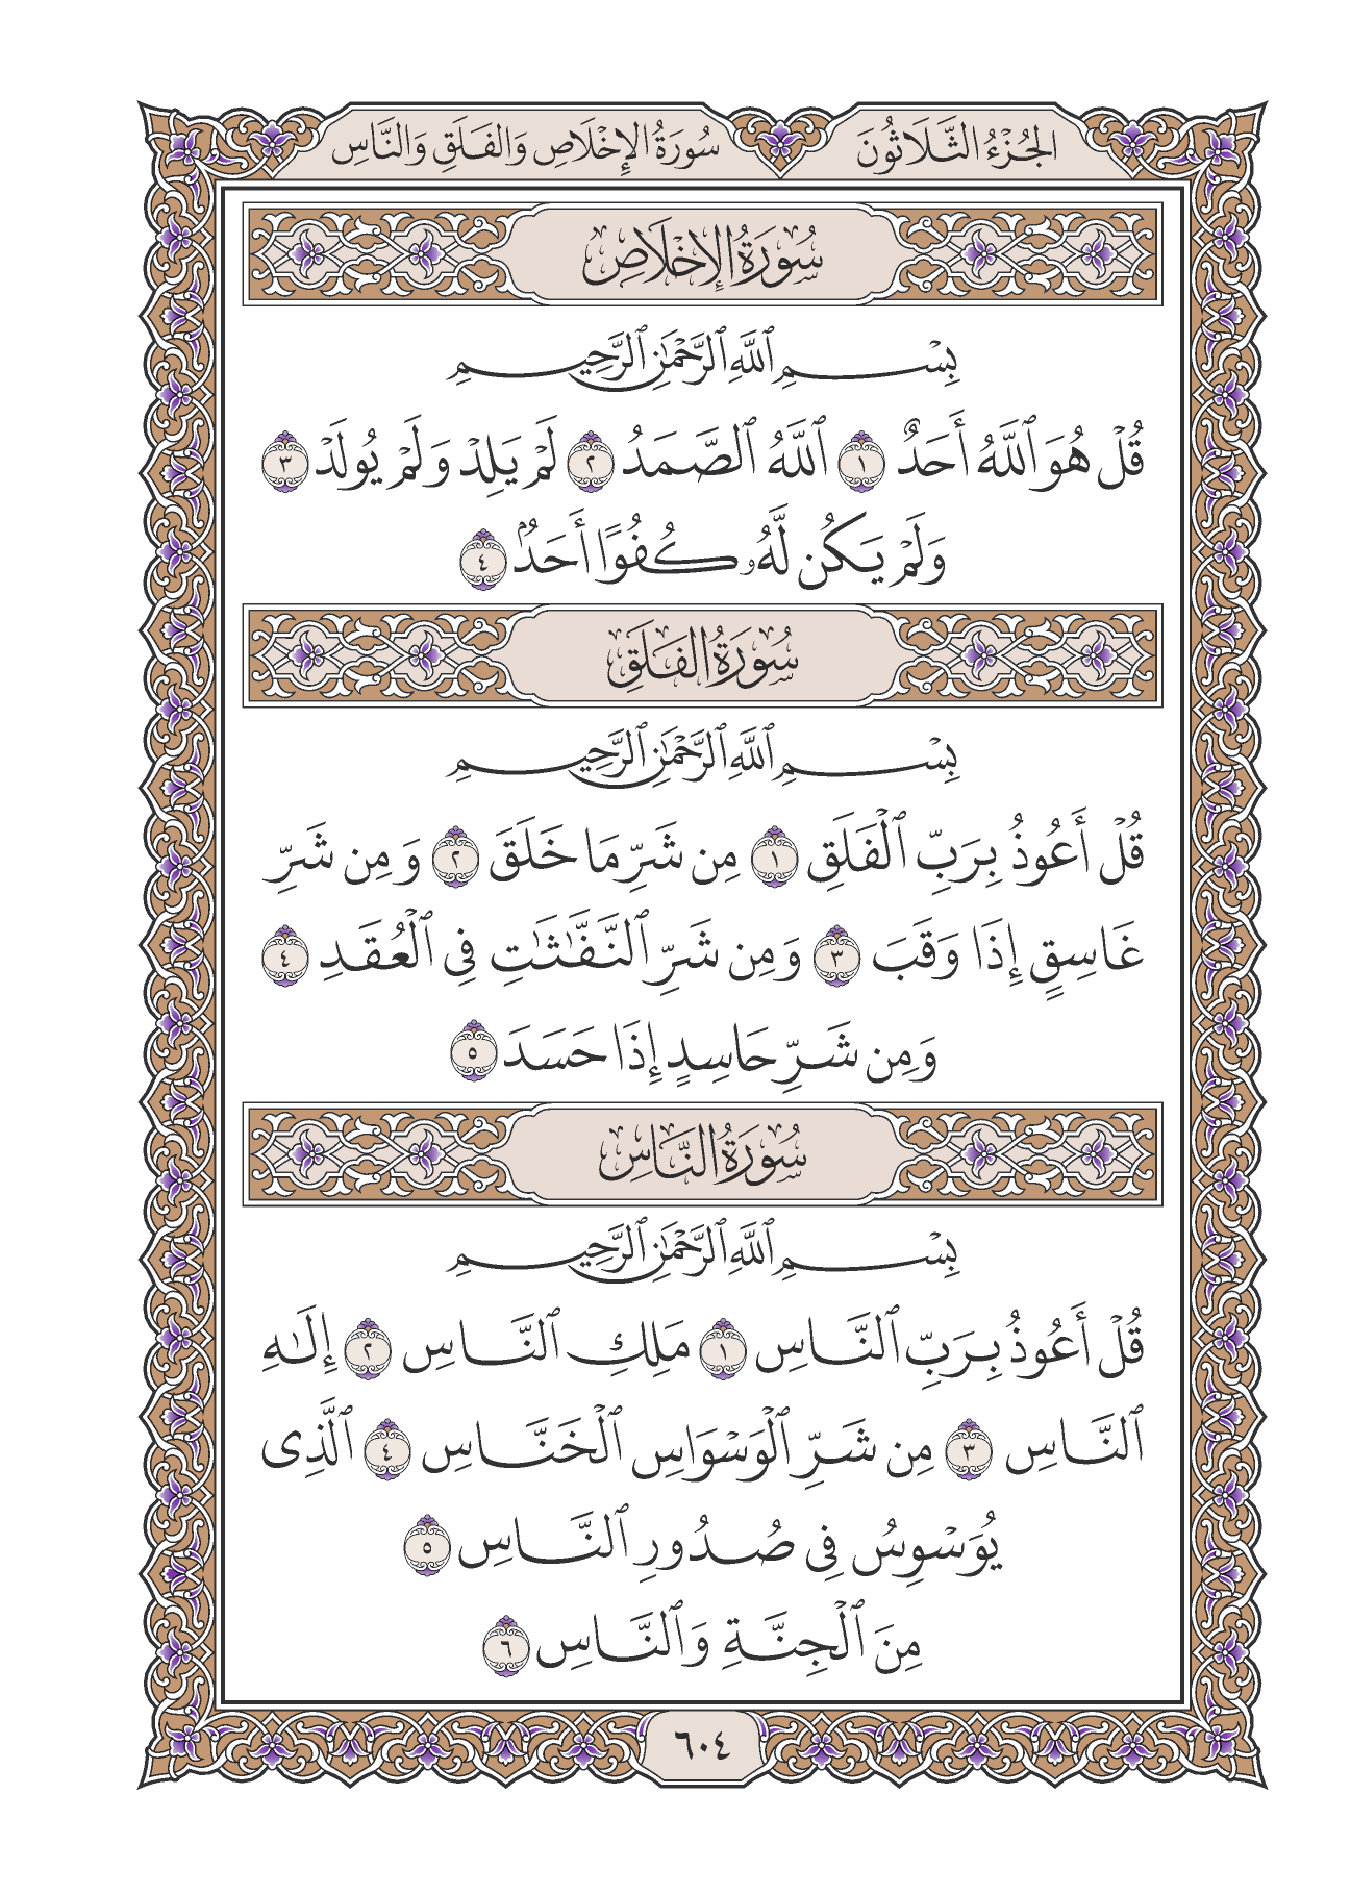 الجُزْءُ الثَّلَاثُونَ
سُورَةُ الإِخْلَاصِ وَالفَلَقِ وَالنَّاسِ
سُورَةُ الإِخْلَاصِ
بِسْمِ ٱللَّهِ ٱلرَّحْمَٰنِ ٱلرَّحِيمِ
قُلْ هُوَ ٱللَّهُ أَحَدٌ ١ ٱللَّهُ ٱلصَّمَدُ ٢ لَمْ يَلِدْ وَلَمْ يُولَدْ ٣
وَلَمْ يَكُن لَّهُۥ كُفُوًا أَحَدٌۢ ٤
سُورَةُ الفَلَقِ
بِسْمِ ٱللَّهِ ٱلرَّحْمَٰنِ ٱلرَّحِيمِ
قُلْ أَعُوذُ بِرَبِّ ٱلْفَلَقِ ١ مِن شَرِّ مَا خَلَقَ ٢ وَمِن شَرِّ
غَاسِقٍ إِذَا وَقَبَ ٣ وَمِن شَرِّ ٱلنَّفَّٰثَٰتِ فِى ٱلْعُقَدِ ٤
وَمِن شَرِّ حَاسِدٍ إِذَا حَسَدَ ٥
سُورَةُ النَّاسِ
بِسْمِ ٱللَّهِ ٱلرَّحْمَٰنِ ٱلرَّحِيمِ
قُلْ أَعُوذُ بِرَبِّ ٱلنَّاسِ ١ مَلِكِ ٱلنَّاسِ ٢ إِلَٰهِ
ٱلنَّاسِ ٣ مِن شَرِّ ٱلْوَسْوَاسِ ٱلْخَنَّاسِ ٤ ٱلَّذِى
يُوَسْوِسُ فِى صُدُورِ ٱلنَّاسِ ٥
مِنَ ٱلْجِنَّةِ وَٱلنَّاسِ ٦
٦٠٤